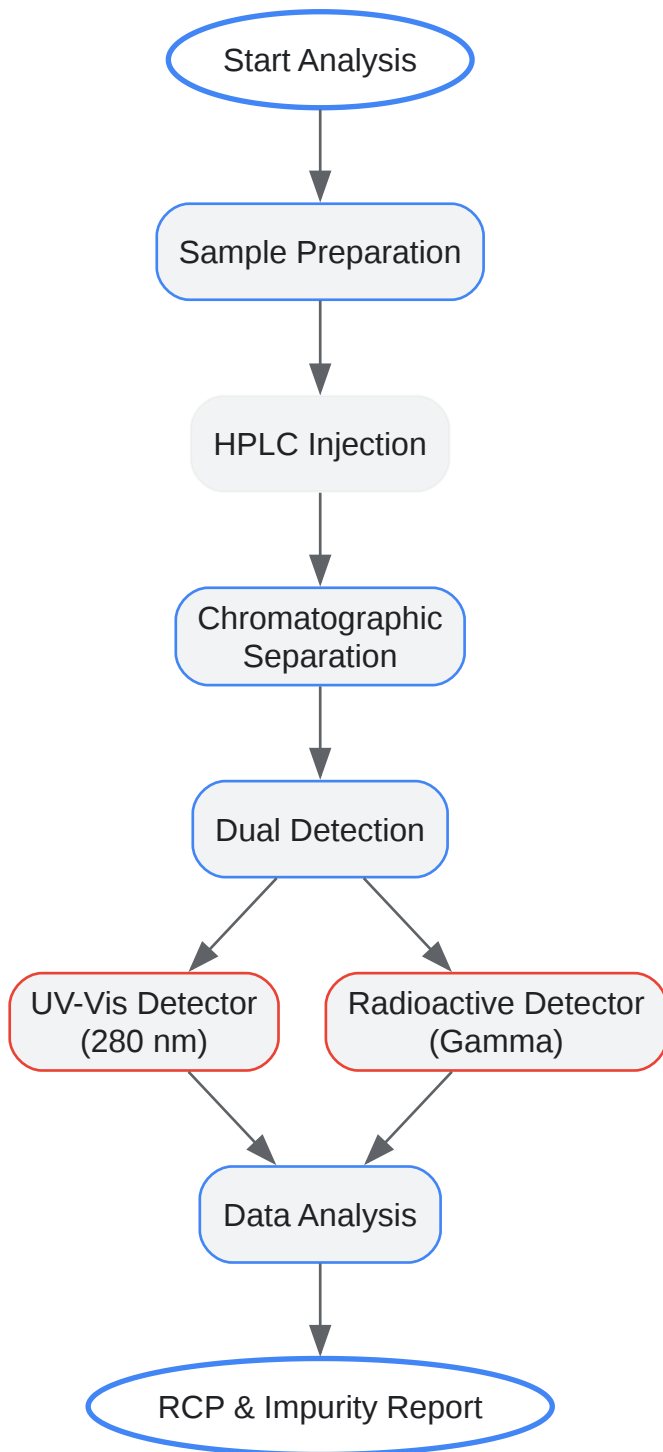 Start Analysis
Sample Preparation
HPLC Injection
Chromatographic
Separation
Dual Detection
UV-Vis Detector
(280 nm)
Radioactive Detector
(Gamma)
Data Analysis
RCP & Impurity Report